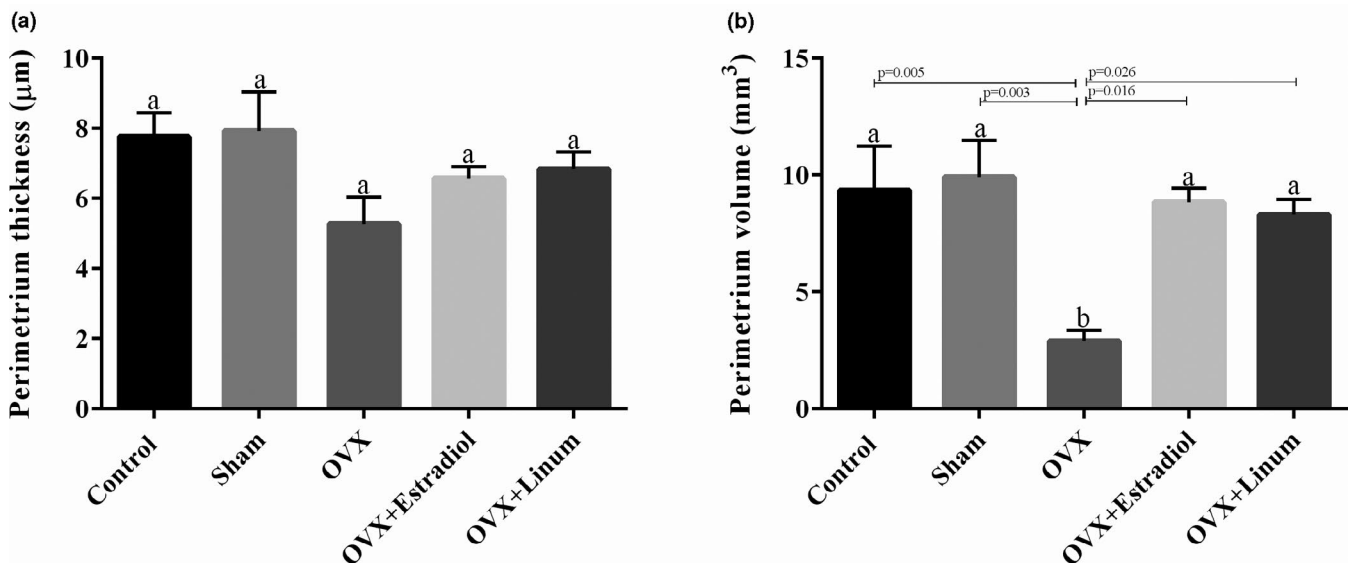 (a)
Perimetrium thickness (μm)
10
8
6
4
2
0
a
a
a
a
a
Control
Sham
OVX
OVX+Estradiol
OVX+Linum
(b)
Perimetrium volume (mm³)
15
10
5
0
p=0.005
p=0.026
p=0.003
p=0.016
a
a
b
a
a
Control
Sham
OVX
OVX+Estradiol
OVX+Linum